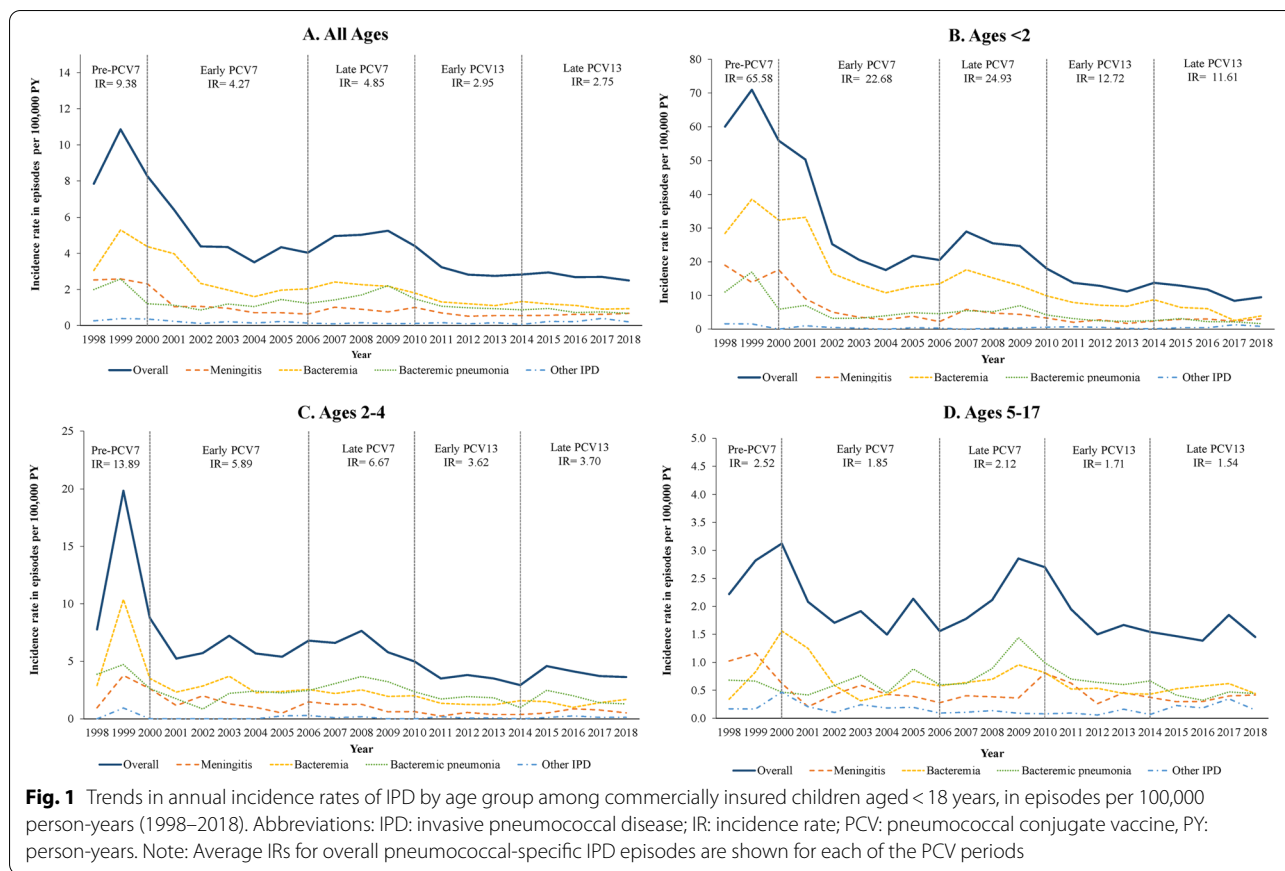 A. All Ages
Pre-PCV7
IR= 9.38
Early PCV7
IR= 4.27
Late PCV7
IR= 4.85
Early PCV13
IR= 2.95
Late PCV13
IR= 2.75
Incidence rate in episodes per 100,000 PY
14
12
10
8
6
4
2
0
1998 1999 2000 2001 2002 2003 2004 2005 2006 2007 2008 2009 2010 2011 2012 2013 2014 2015 2016 2017 2018
Year
Overall Meningitis Bacteremia Bacteremic pneumonia Other IPD
B. Ages <2
Pre-PCV7
IR= 65.58
Early PCV7
IR= 22.68
Late PCV7
IR= 24.93
Early PCV13
IR= 12.72
Late PCV13
IR= 11.61
Incidence rate in episodes per 100,000 PY
80
70
60
50
40
30
20
10
0
1998 1999 2000 2001 2002 2003 2004 2005 2006 2007 2008 2009 2010 2011 2012 2013 2014 2015 2016 2017 2018
Year
Overall Meningitis Bacteremia Bacteremic pneumonia Other IPD
C. Ages 2-4
Pre-PCV7
IR= 13.89
Early PCV7
IR= 5.89
Late PCV7
IR= 6.67
Early PCV13
IR= 3.62
Late PCV13
IR= 3.70
Incidence rate in episodes per 100,000 PY
25
20
15
10
5
0
1998 1999 2000 2001 2002 2003 2004 2005 2006 2007 2008 2009 2010 2011 2012 2013 2014 2015 2016 2017 2018
Year
Overall Meningitis Bacteremia Bacteremic pneumonia Other IPD
D. Ages 5-17
Pre-PCV7
IR= 2.52
Early PCV7
IR= 1.85
Late PCV7
IR= 2.12
Early PCV13
IR= 1.71
Late PCV13
IR= 1.54
Incidence rate in episodes per 100,000 PY
5.0
4.5
4.0
3.5
3.0
2.5
2.0
1.5
1.0
0.5
0.0
1998 1999 2000 2001 2002 2003 2004 2005 2006 2007 2008 2009 2010 2011 2012 2013 2014 2015 2016 2017 2018
Year
Overall Meningitis Bacteremia Bacteremic pneumonia Other IPD
Fig. 1 Trends in annual incidence rates of IPD by age group among commercially insured children aged < 18 years, in episodes per 100,000
person-years (1998–2018). Abbreviations: IPD: invasive pneumococcal disease; IR: incidence rate; PCV: pneumococcal conjugate vaccine, PY:
person-years. Note: Average IRs for overall pneumococcal-specific IPD episodes are shown for each of the PCV periods